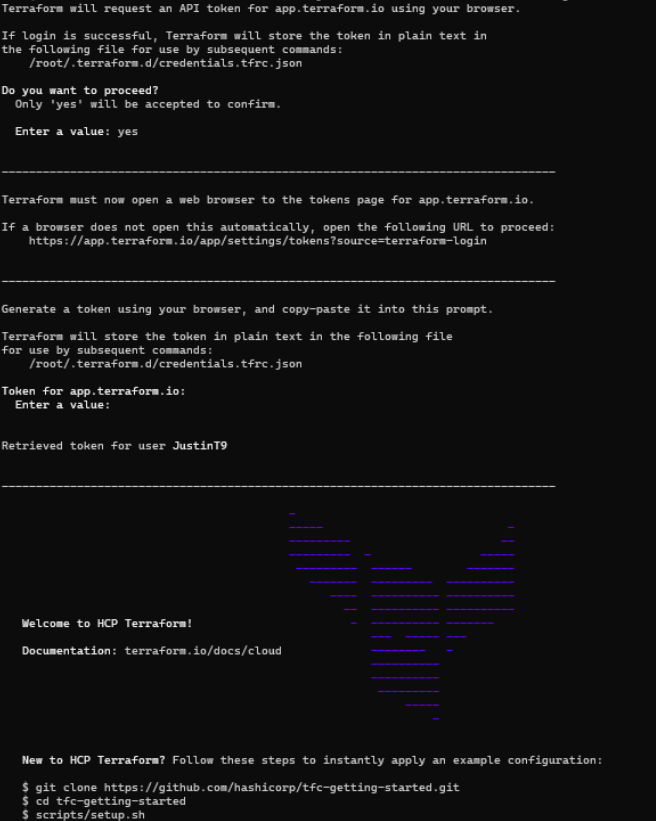 Terraform will request an API token for app.terraform.io using your browser.
If login is successful, Terraform will store the token in plain text in
the following file for use by subsequent commands:
/root/.terraform.d/credentials.tfrc.json
Do you want to proceed?
Only 'yes' will be accepted to confirm.
Enter a value: yes
Terraform must now open a web browser to the tokens page for app.terraform.io.
If a browser does not open this automatically, open the following URL to proceed:
https://app.terraform.io/app/settings/tokens?source=terraform-login
Generate a token using your browser, and copy-paste it into this prompt.
Terraform will store the token in plain text in the following file
for use by subsequent commands:
/root/.terraform.d/credentials.tfrc.json
Token for app.terraform.io:
Enter a value:
Retrieved token for user JustinT9
Welcome to HCP Terraform!
Documentation: terraform.io/docs/cloud
New to HCP Terraform? Follow these steps to instantly apply an example configuration:
$ git clone https://github.com/hashicorp/tfc-getting-started.git
$ cd tfc-getting-started
$ scripts/setup.sh